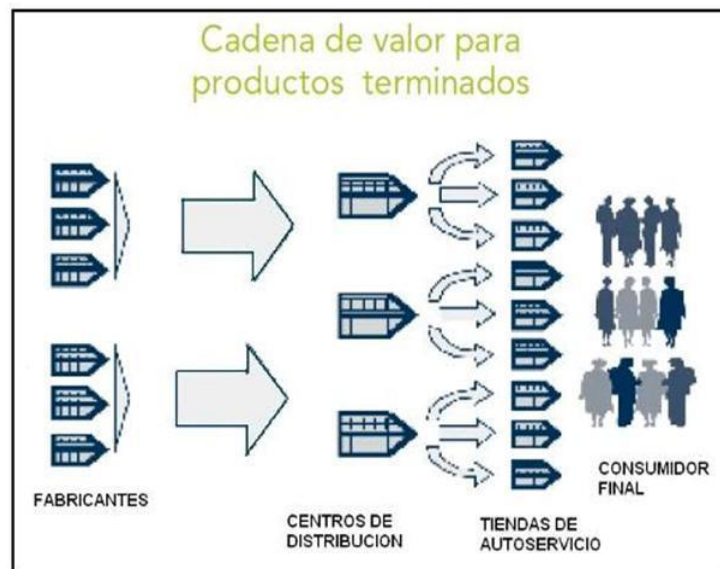 Cadena de valor para
productos terminados
FABRICANTES
CENTROS DE
DISTRIBUCION
TIENDAS DE
AUTOSERVICIO
CONSUMIDOR
FINAL